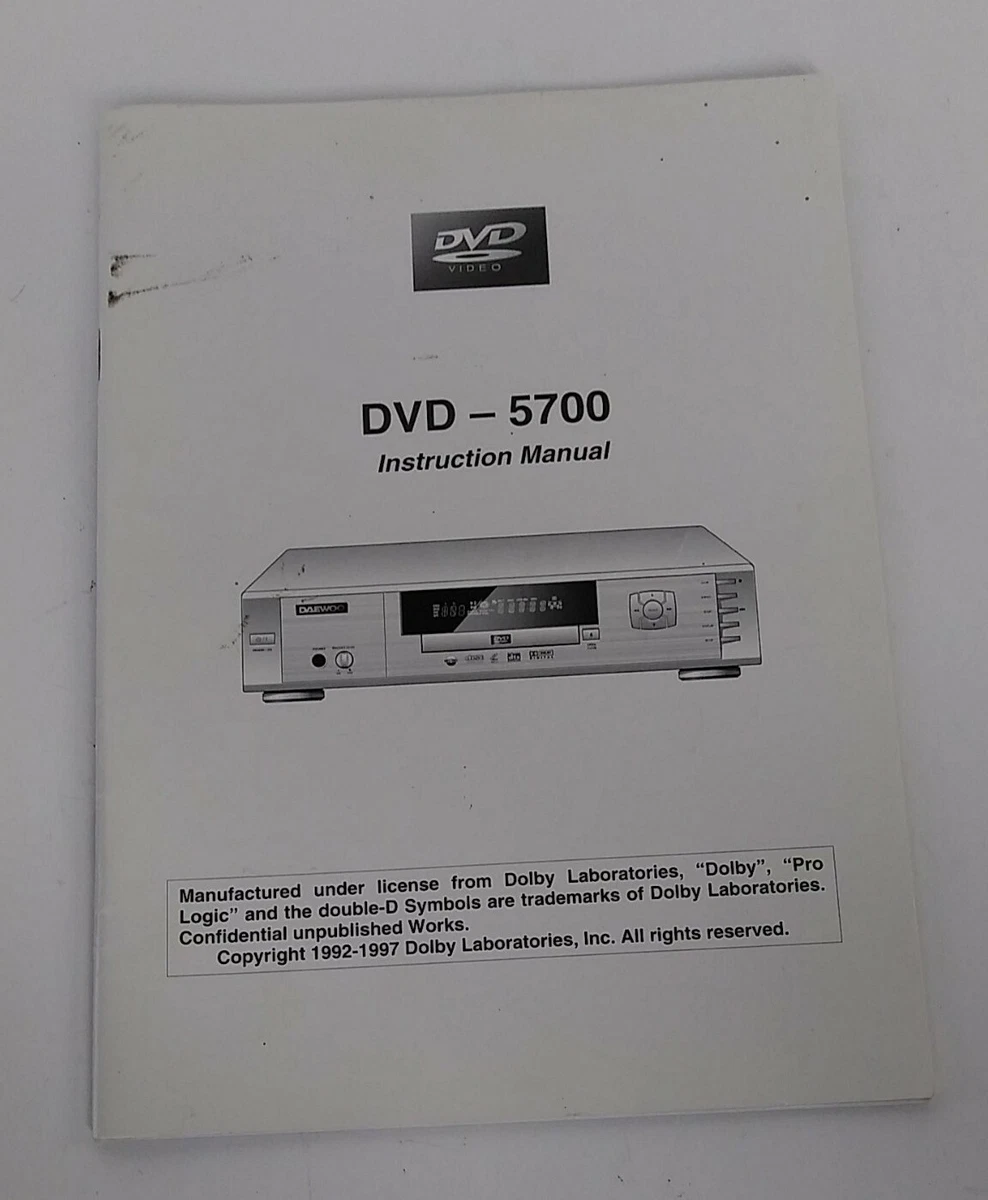 DVD
VIDEO
DVD – 5700
Instruction Manual
DAEWOO
DVD
Manufactured under license from Dolby Laboratories, “Dolby”, “Pro
Logic” and the double-D Symbols are trademarks of Dolby Laboratories.
Confidential unpublished Works.
Copyright 1992-1997 Dolby Laboratories, Inc. All rights reserved.